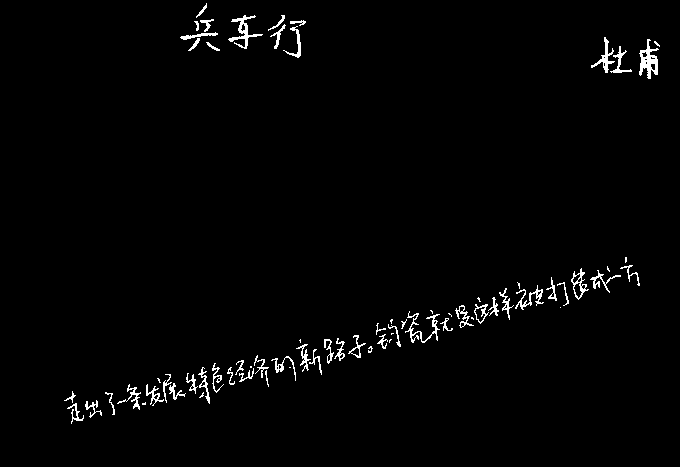 兵车行
杜甫
走出了一条发展特色经济的新路子。钧瓷就是这样被打造成一方